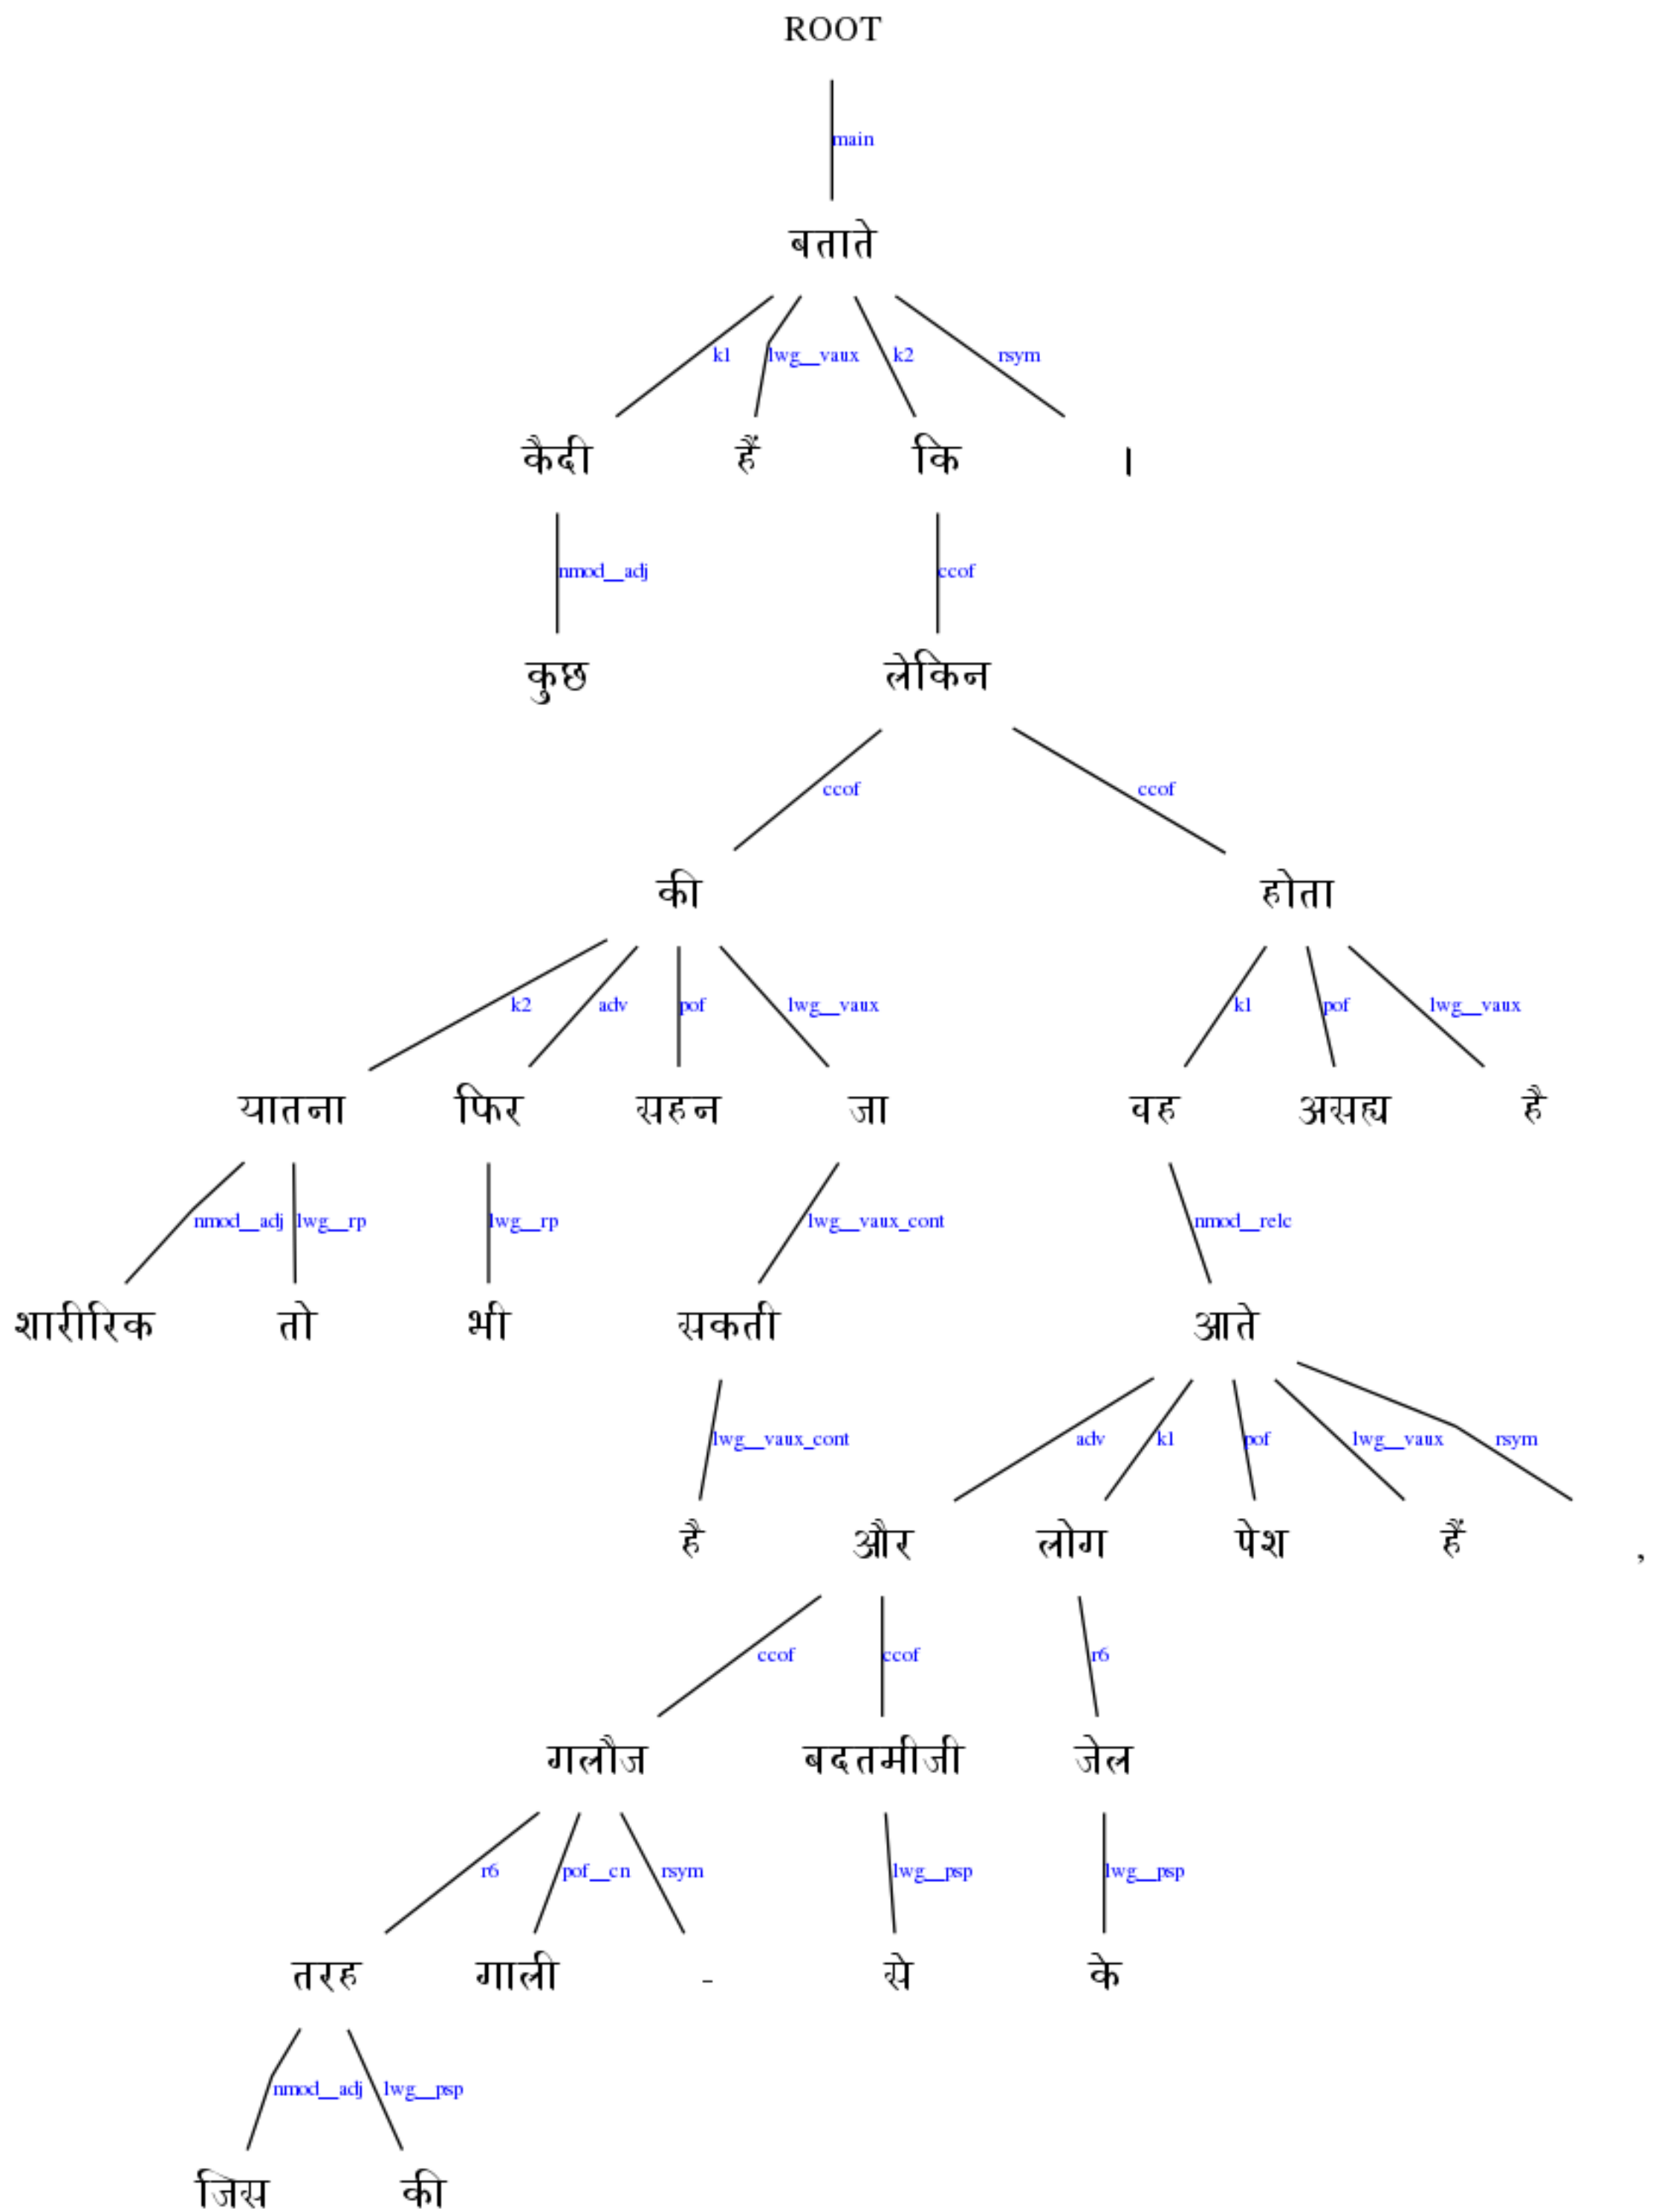 ROOT
main
बताते
k1 lwg__vaux k2 rsym
कैदी हैं कि ।
nmod__adj ccof
कुछ लेकिन
ccof ccof
की होता
k2 adv pof lwg__vaux k1 pof lwg__vaux
यातना फिर सहन जा वह असह्य है
nmod__adj lwg__rp lwg__rp lwg__vaux_cont nmod__relc
शारीरिक तो भी सकती आते
lwg__vaux_cont adv k1 pof lwg__vaux rsym
है और लोग पेश हैं ,
ccof ccof r6
गलौज बदतमीजी जेल
r6 pof__cn rsym lwg__psp lwg__psp
तरह गाली - से के
nmod__adj lwg__psp
जिस की